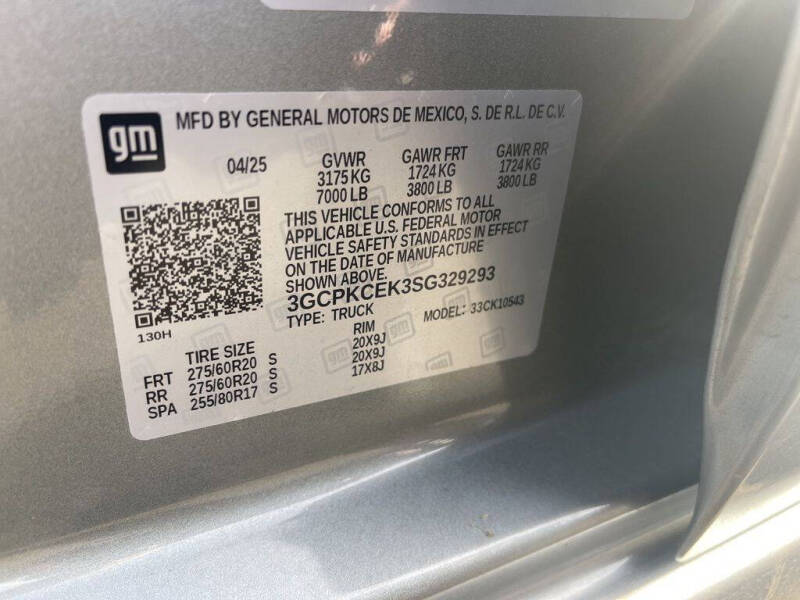 gm
MFD BY GENERAL MOTORS DE MEXICO, S. DE R.L. DE C.V.
04/25 GVWR GAWR FRT GAWR RR
3175 KG 1724 KG 1724 KG
7000 LB 3800 LB 3800 LB
THIS VEHICLE CONFORMS TO ALL
APPLICABLE U.S. FEDERAL MOTOR
VEHICLE SAFETY STANDARDS IN EFFECT
ON THE DATE OF MANUFACTURE
SHOWN ABOVE.
3GCPKCEK3SG329293
TYPE: TRUCK MODEL: 33CK10543
130H
TIRE SIZE RIM
FRT 275/60R20 S 20X9J
RR 275/60R20 S 20X9J
SPA 255/80R17 S 17X8J